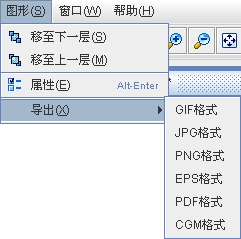 图形(S) 窗口(W) 帮助(H)
移至下一层(S)
移至上一层(M)
属性(E) Alt-Enter
导出(X)
GIF格式
JPG格式
PNG格式
EPS格式
PDF格式
CGM格式